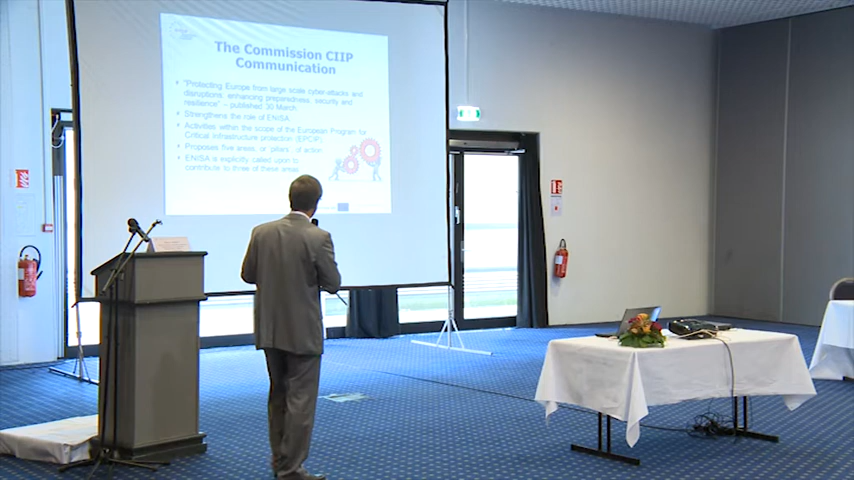 The Commission CIIP
Communication
• "Protecting Europe from large scale cyber-attacks and
disruptions: enhancing preparedness, security and
resilience" – published 30 March
• Strengthens the role of ENISA.
• Activities within the scope of the European Program for
Critical Infrastructure protection (EPCIP).
• Proposes five areas, or pillars, of action
• ENISA is explicitly called upon to
contribute to three of these areas